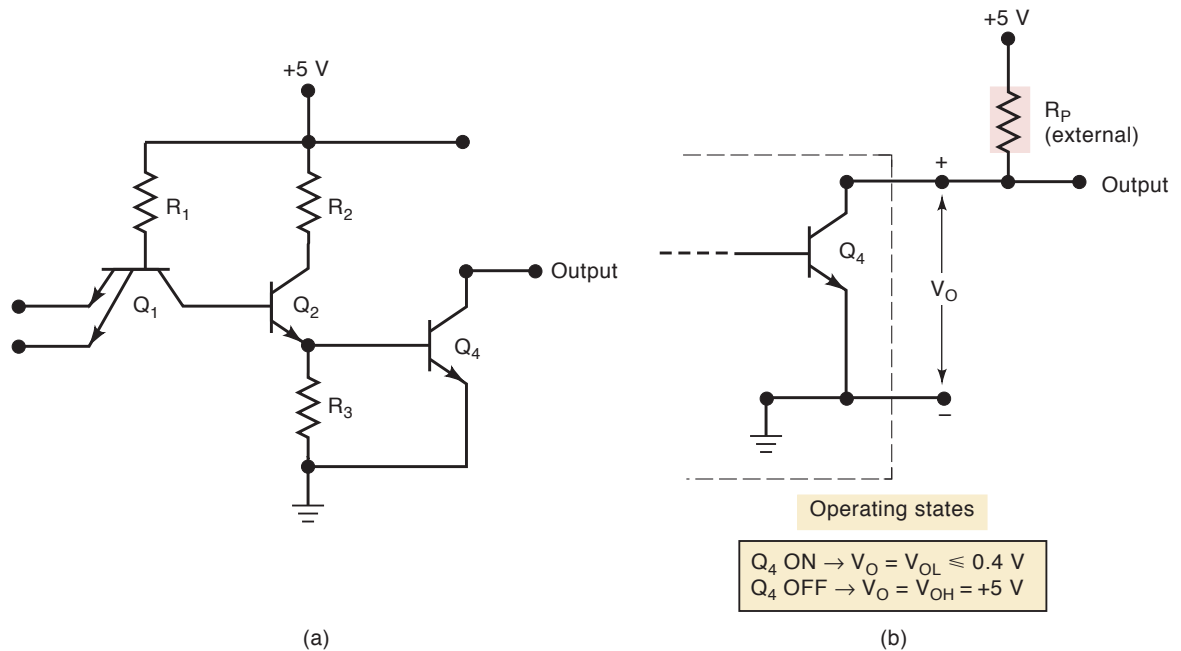 +5 V
R1
R2
Q1
Q2
Output
Q4
R3
(a)
+5 V
RP
(external)
+
Output
Q4
VO
–
Operating states
Q4 ON → VO = VOL ⩽ 0.4 V
Q4 OFF → VO = VOH = +5 V
(b)